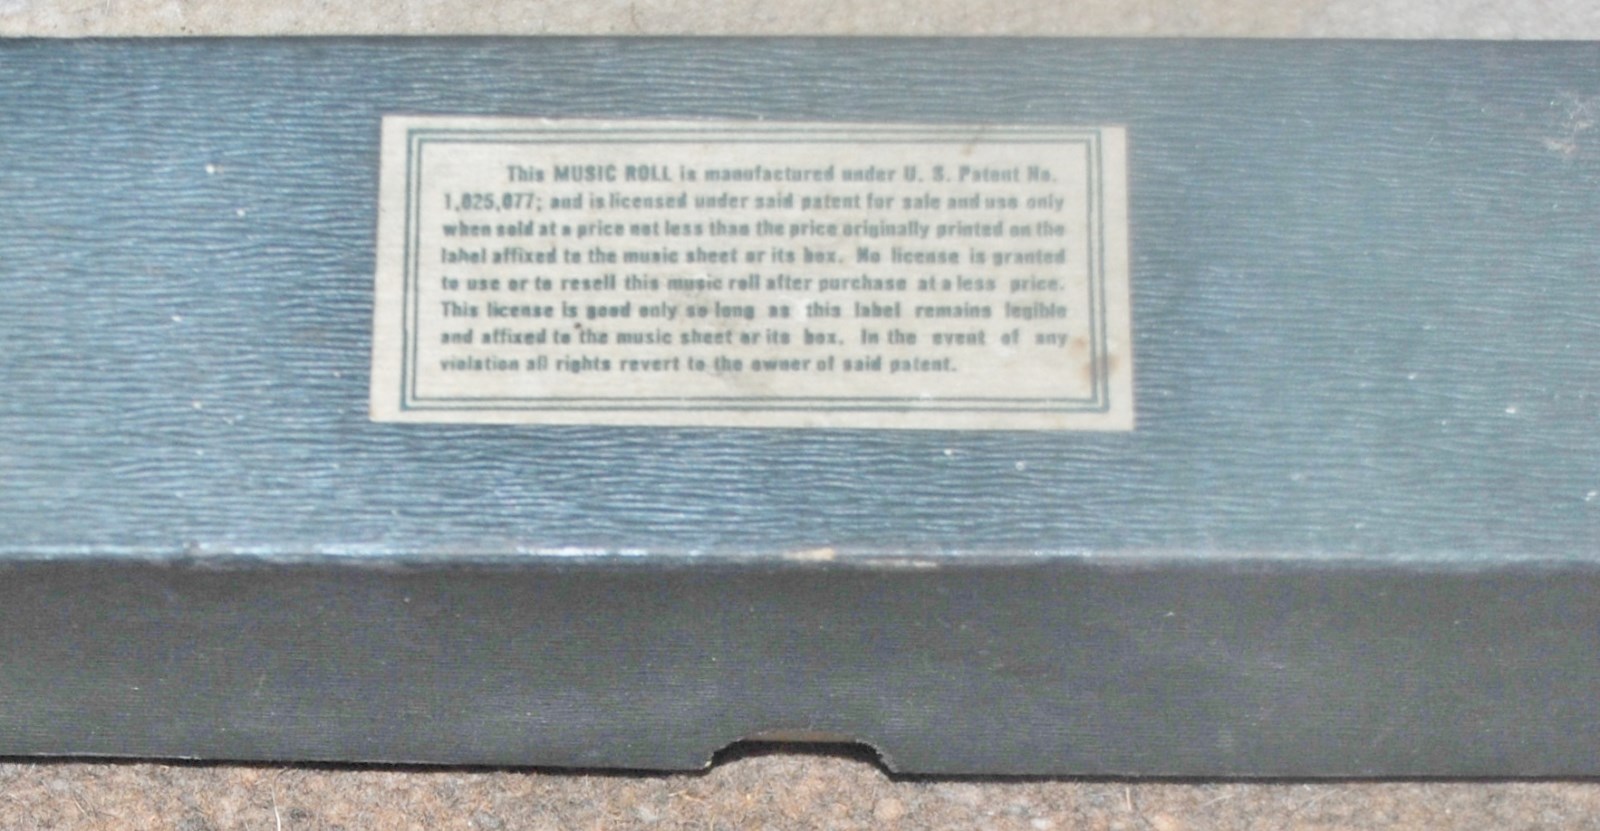 This MUSIC ROLL is manufactured under U. S. Patent No.
1,025,077; and is licensed under said patent for sale and use only
when sold at a price not less than the price originally printed on the
label affixed to the music sheet or its box. No license is granted
to use or to resell this music roll after purchase at a less price.
This license is good only so long as this label remains legible
and affixed to the music sheet or its box. In the event of any
violation all rights revert to the owner of said patent.